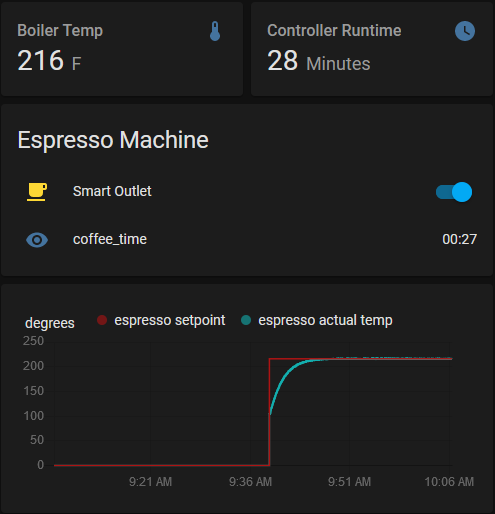 Boiler Temp
216 F
Controller Runtime
28 Minutes
Espresso Machine
Smart Outlet
coffee_time 00:27
degrees espresso setpoint espresso actual temp
250
200
150
100
50
0
9:21 AM 9:36 AM 9:51 AM 10:06 AM